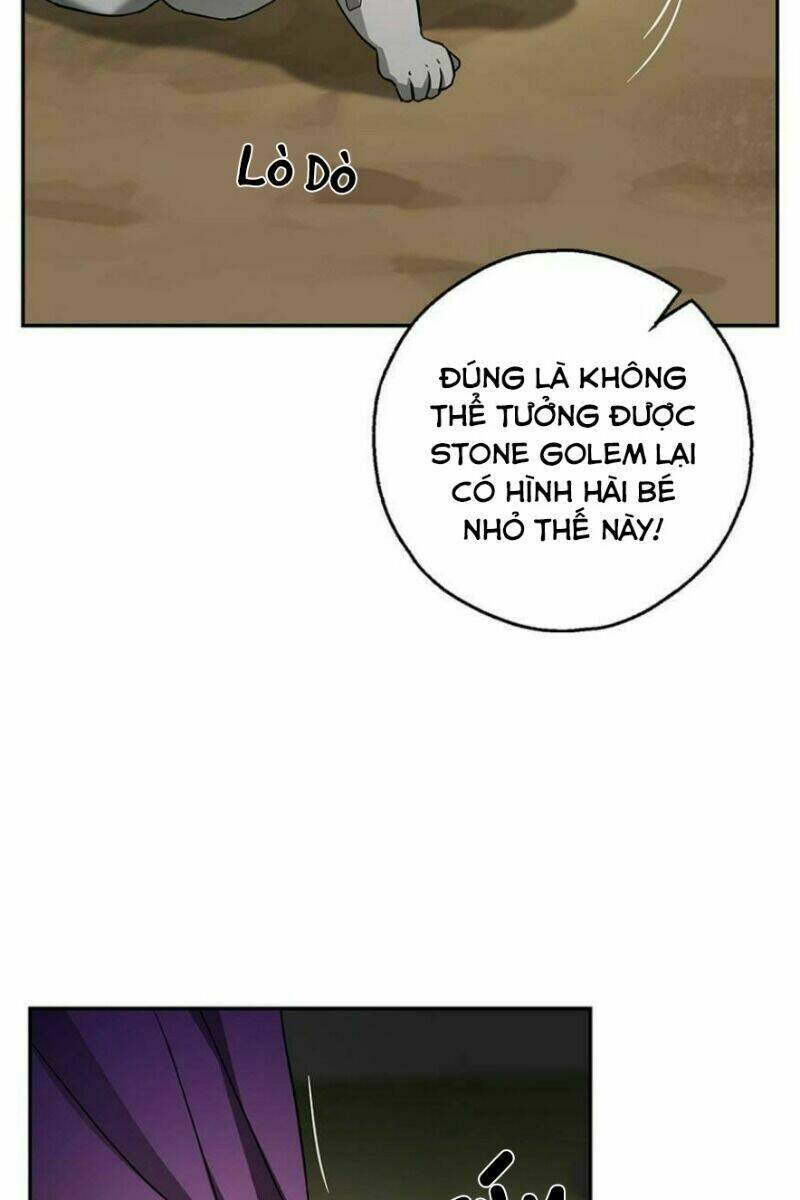 LÒ DÒ
ĐÚNG LÀ KHÔNG
THỂ TƯỞNG ĐƯỢC
STONE GOLEM LẠI
CÓ HÌNH HÀI BÉ
NHỎ THẾ NÀY!